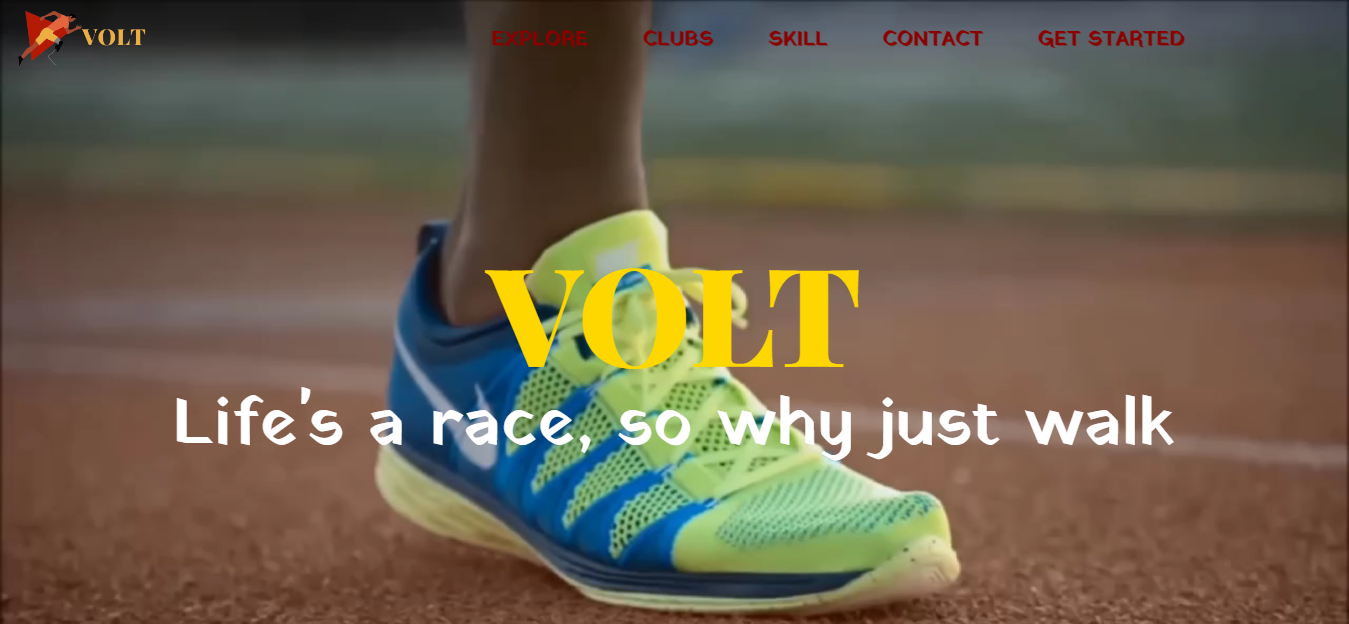 VOLT
EXPLORE CLUBS SKILL CONTACT GET STARTED
VOLT
Life's a race, so why just walk